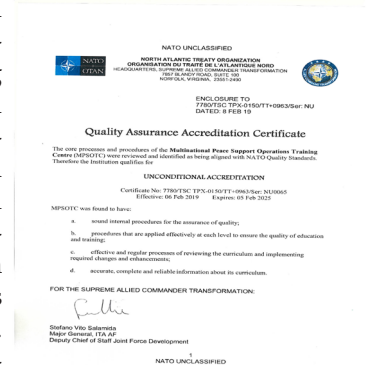 NATO UNCLASSIFIED
NATO
OTAN
NORTH ATLANTIC TREATY ORGANIZATION
ORGANISATION DU TRAITÉ DE L'ATLANTIQUE NORD
HEADQUARTERS, SUPREME ALLIED COMMANDER TRANSFORMATION
7857 BLANDY ROAD, SUITE 100
NORFOLK, VIRGINIA, 23551-2490
ENCLOSURE TO
7780/TSC TPX-0150/TT+0963/Ser: NU
DATED: 8 FEB 19
Quality Assurance Accreditation Certificate
The core processes and procedures of the Multinational Peace Support Operations Training
Centre (MPSOTC) were reviewed and identified as being aligned with NATO Quality Standards.
Therefore the Institution qualifies for
UNCONDITIONAL ACCREDITATION
Certificate No: 7780/TSC TPX-0150/TT+0963/Ser: NU0065
Effective: 06 Feb 2019 Expires: 05 Feb 2025
MPSOTC was found to have:
a. sound internal procedures for the assurance of quality;
b. procedures that are applied effectively at each level to ensure the quality of education
and training;
c. effective and regular processes of reviewing the curriculum and implementing
required changes and enhancements;
d. accurate, complete and reliable information about its curriculum.
FOR THE SUPREME ALLIED COMMANDER TRANSFORMATION:
Stefano Vito Salamida
Major General, ITA AF
Deputy Chief of Staff Joint Force Development
1
NATO UNCLASSIFIED